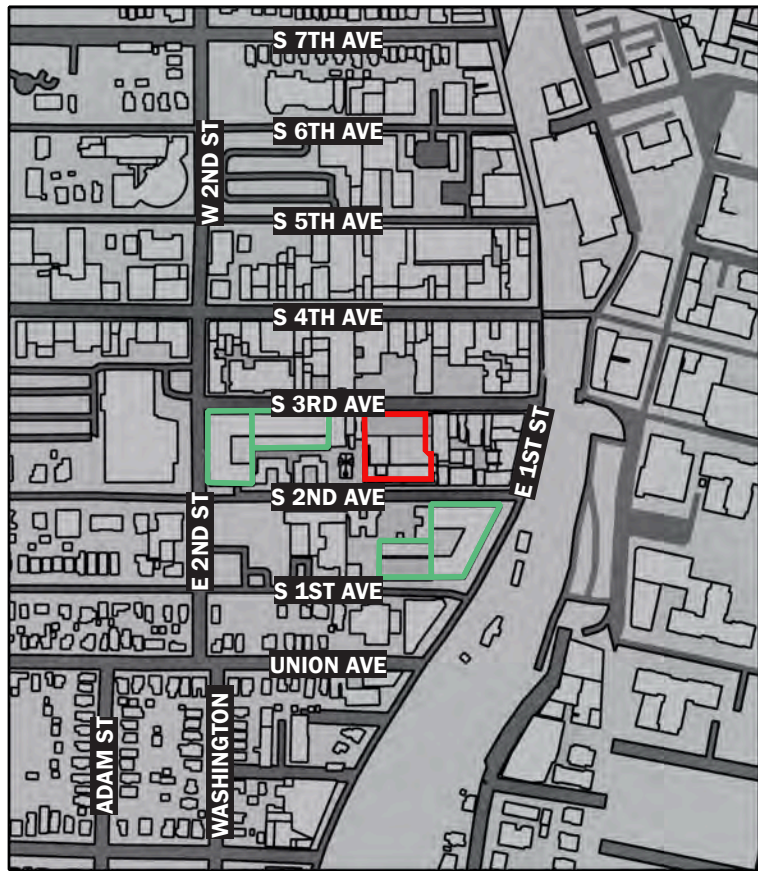 S 7TH AVE
S 6TH AVE
W 2ND ST
S 5TH AVE
S 4TH AVE
S 3RD AVE
E 1ST ST
S 2ND AVE
E 2ND ST
S 1ST AVE
UNION AVE
ADAM ST
WASHINGTON